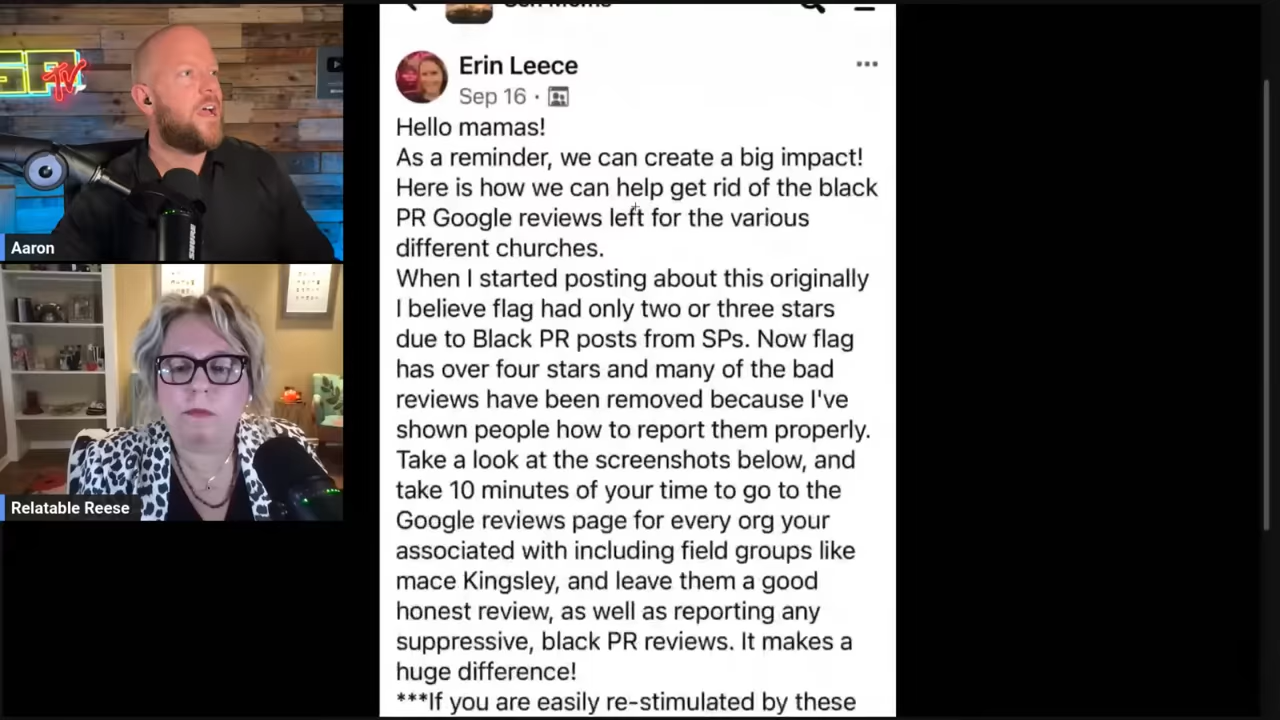 TV
Aaron
Relatable Reese
Erin Leece
Sep 16 ·
Hello mamas!
As a reminder, we can create a big impact!
Here is how we can help get rid of the black
PR Google reviews left for the various
different churches.
When I started posting about this originally
I believe flag had only two or three stars
due to Black PR posts from SPs. Now flag
has over four stars and many of the bad
reviews have been removed because I've
shown people how to report them properly.
Take a look at the screenshots below, and
take 10 minutes of your time to go to the
Google reviews page for every org your
associated with including field groups like
mace Kingsley, and leave them a good
honest review, as well as reporting any
suppressive, black PR reviews. It makes a
huge difference!
***If you are easily re-stimulated by these